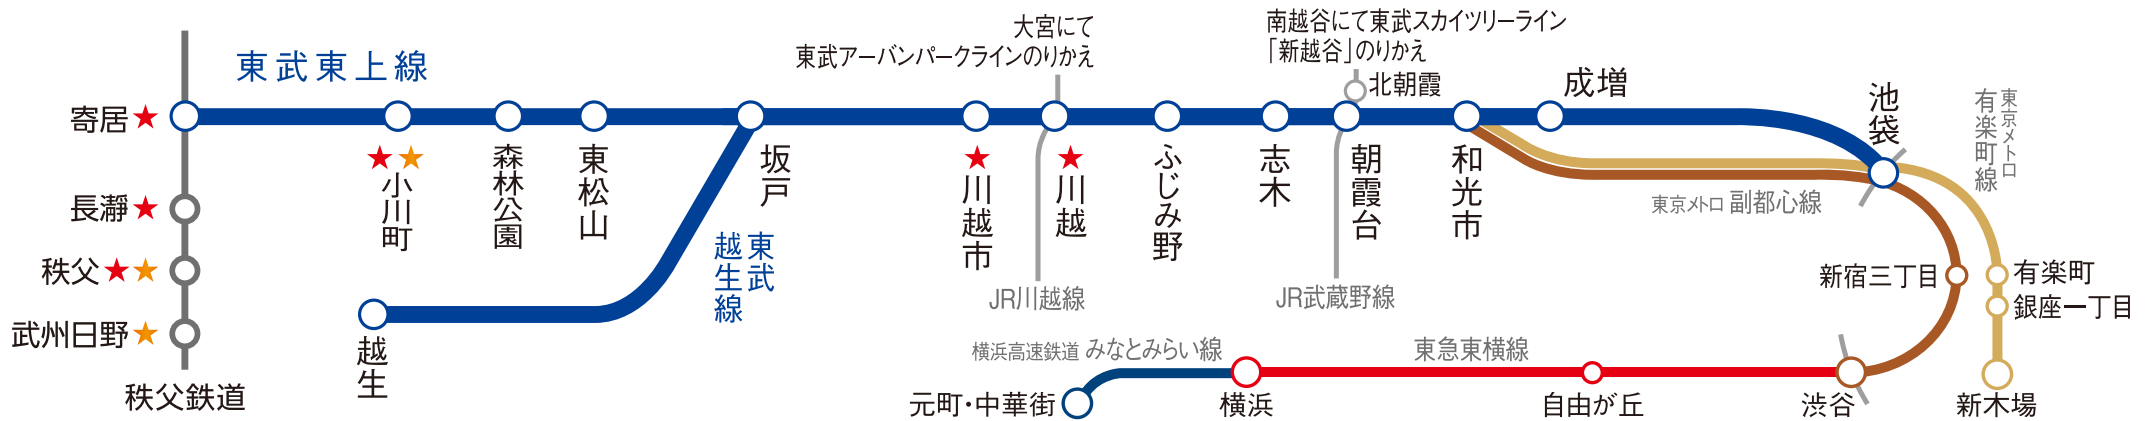 東武東上線
大宮にて
東武アーバンパークラインのりかえ
南越谷にて東武スカイツリーライン
「新越谷」のりかえ
北朝霞
寄居★
★★
小川町
森林公園
東松山
坂戸
★
川越市
★
川越
ふじみ野
志木
朝霞台
和光市
成増
池袋
東京メトロ
有楽町線
東京メトロ 副都心線
長瀞★
秩父★★
武州日野★
秩父鉄道
東武
越生線
越生
JR川越線
JR武蔵野線
新宿三丁目
有楽町
銀座一丁目
新木場
横浜高速鉄道 みなとみらい線
東急東横線
元町・中華街
横浜
自由が丘
渋谷